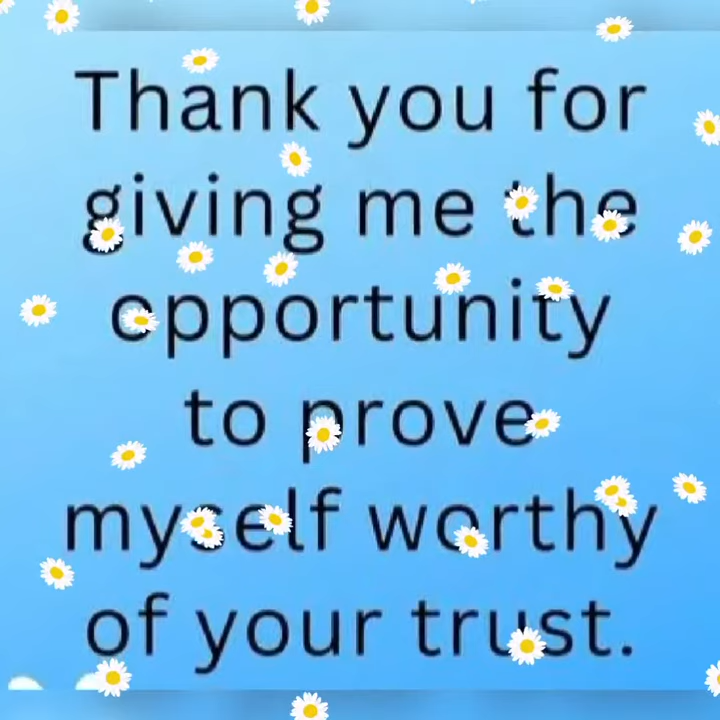 Thank you for
giving me the
opportunity
to prove
myself worthy
of your trust.